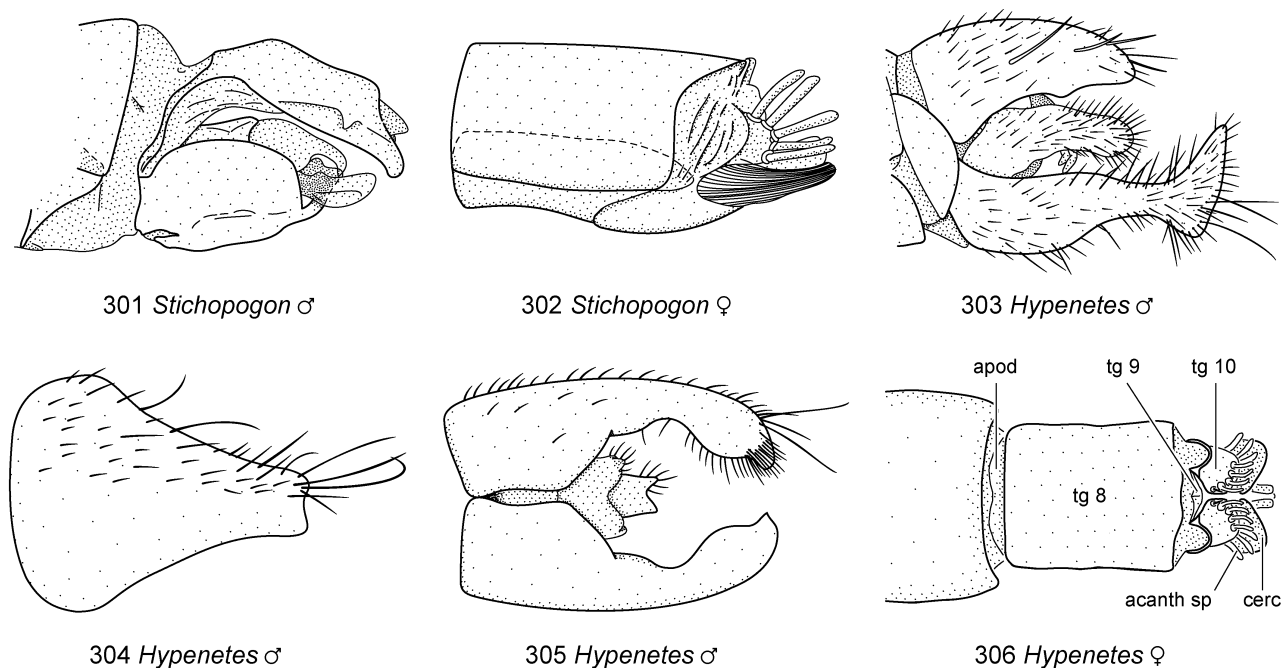 301 Stichopogon ♂
302 Stichopogon ♀
303 Hypenetes ♂
apod
tg 9
tg 10
tg 8
acanth sp
cerc
304 Hypenetes ♂
305 Hypenetes ♂
306 Hypenetes ♀